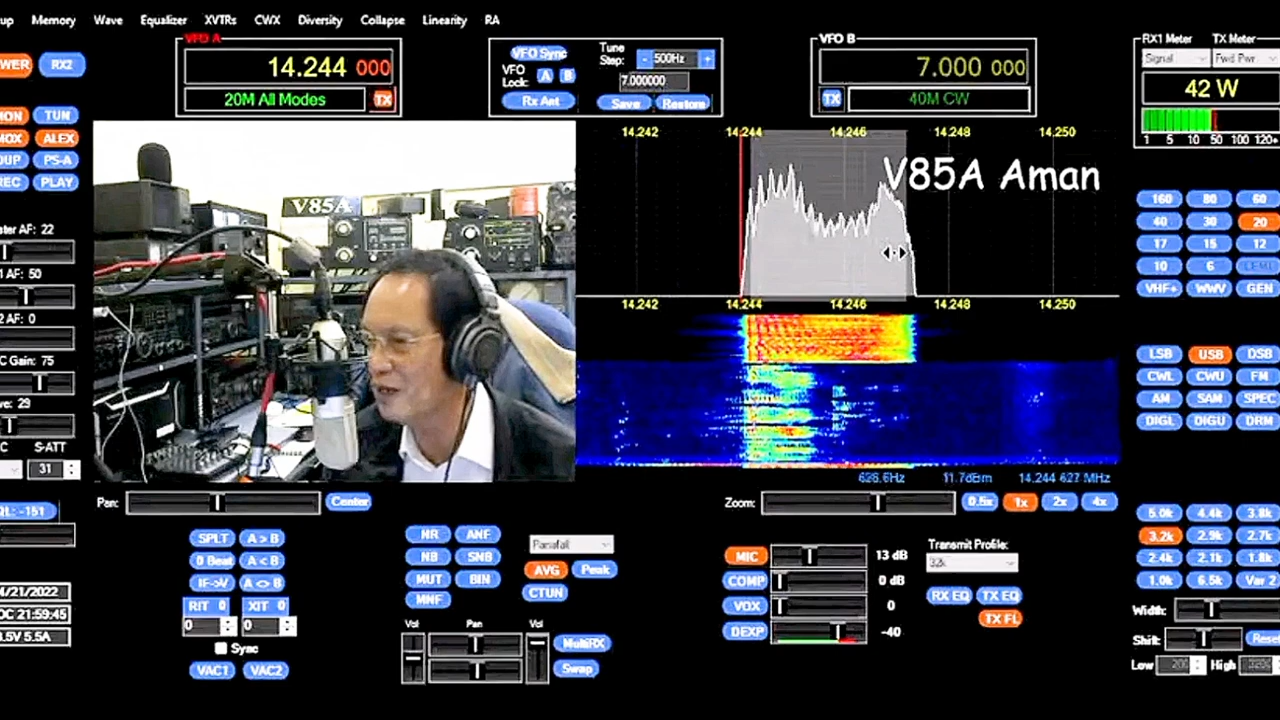 up Memory Wave Equalizer XVTRs CWX Diversity Collapse Linearity RA
VFO A
14.244 000
20M All Modes TX
VFO Sync
VFO Lock: A B
Rx Ant
Tune Step: - 500Hz +
7.000000
Save Restore
VFO B
7.000 000
TX 40M CW
RX1 Meter TX Meter
Signal Fwd Pwr
42 W
1 5 10 50 100 120+
WER RX2
MON TUN
MOX ALEX
DUP PS-A
REC PLAY
ster AF: 22
1 AF: 50
2 AF: 0
C Gain: 75
ve: 29
C S-ATT
31
QL: -151
4/21/2022
OC 21:59:45
3.5V 5.5A
V85A
14.242 14.244 14.246 14.248 14.250
V85A Aman
14.242 14.244 14.246 14.248 14.250
626.6Hz 11.7dBm 14.244 627 MHz
160 80 60
40 30 20
17 15 12
10 6
VHF+ WWV GEN
LSB USB DSB
CWL CWU FM
AM SAM SPEC
DIGL DIGU DRM
Pan: Center
Zoom: 0.5x 1x 2x 4x
SPLT A > B
0 Beat A < B
IF->V A <> B
RIT 0 XIT 0
0 0
Sync
VAC1 VAC2
NR ANF
NB SNB
MUT BIN
MNF
Panafall
AVG Peak
CTUN
Vol Pan Vol
MultiRX
Swap
MIC 13 dB
COMP 0 dB
VOX 0
DEXP -40
Transmit Profile:
32k
RX EQ TX EQ
TX FL
5.0k 4.4k 3.8k
3.2k 2.9k 2.7k
2.4k 2.1k 1.8k
1.0k 6.5k Var 2
Width:
Shift: Reset
Low High